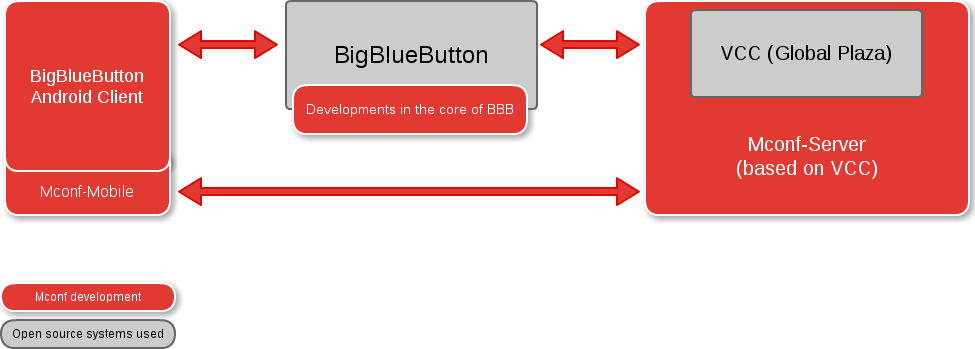 BigBlueButton
Android Client
Mconf-Mobile
BigBlueButton
Developments in the core of BBB
VCC (Global Plaza)
Mconf-Server
(based on VCC)
Mconf development
Open source systems used